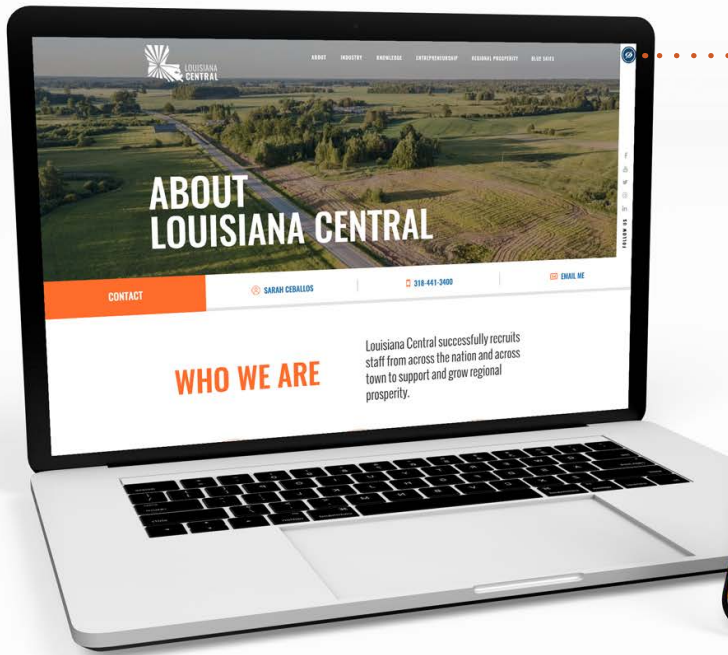 LOUISIANA
CENTRAL
ABOUT INDUSTRY KNOWLEDGE ENTREPRENEURSHIP REGIONAL PROSPERITY BLUE SKIES
ABOUT
LOUISIANA CENTRAL
FOLLOW US
CONTACT
SARAH CEBALLOS
318-441-3400
EMAIL ME
WHO WE ARE
Louisiana Central successfully recruits
staff from across the nation and across
town to support and grow regional
prosperity.